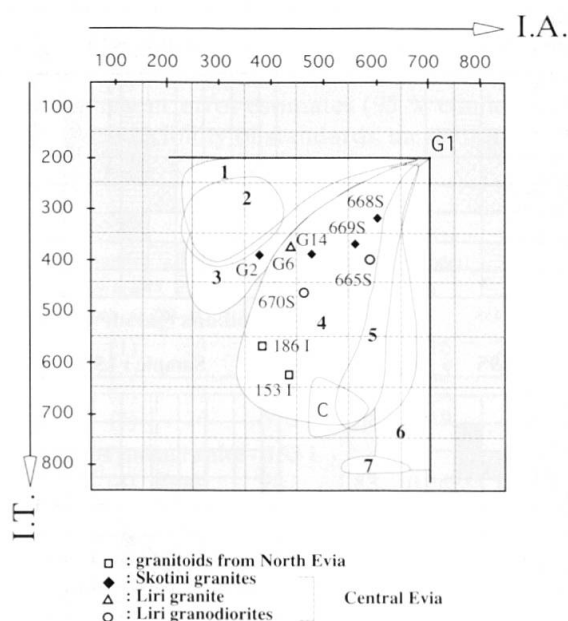 I.A.
100 200 300 400 500 600 700 800
100
G1
200
1
2
668S
300
669S
G14
400
G2
G6
3
665S
670S
500
4
5
186 I
600
153 I
C
700
6
7
800
I.T.
: granitoids from North Evia
: Skotini granites
: Liri granite
Central Evia
: Liri granodiorites